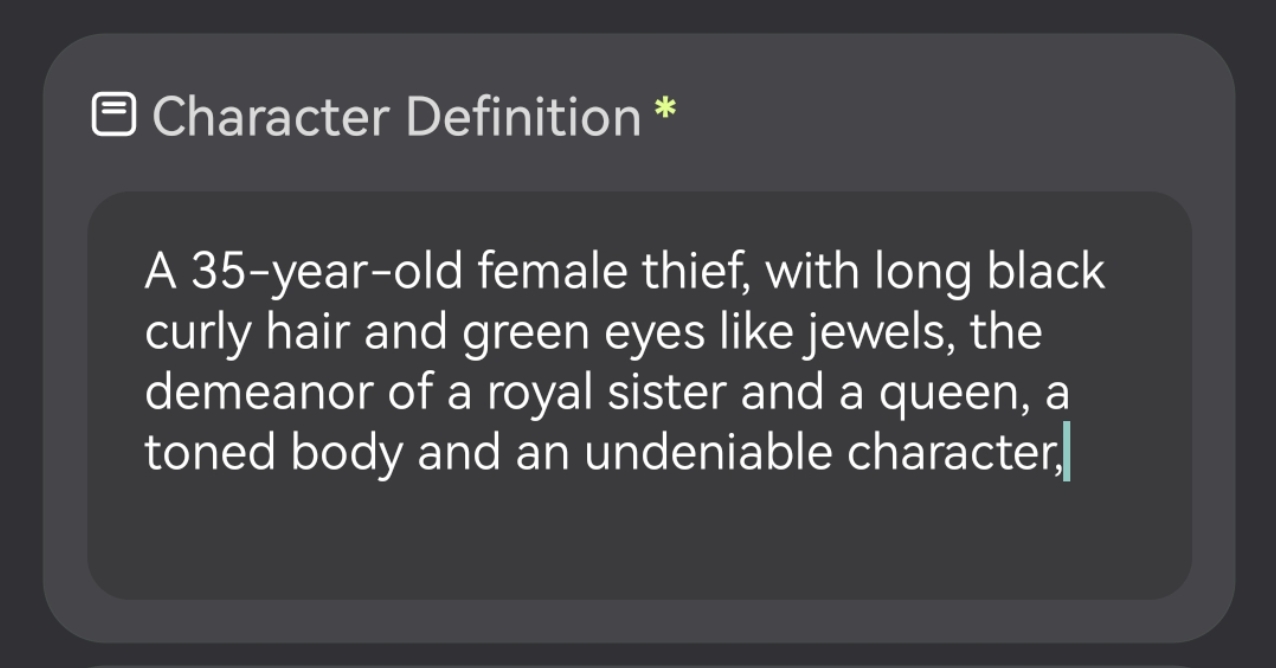 Character Definition *
A 35-year-old female thief, with long black
curly hair and green eyes like jewels, the
demeanor of a royal sister and a queen, a
toned body and an undeniable character,